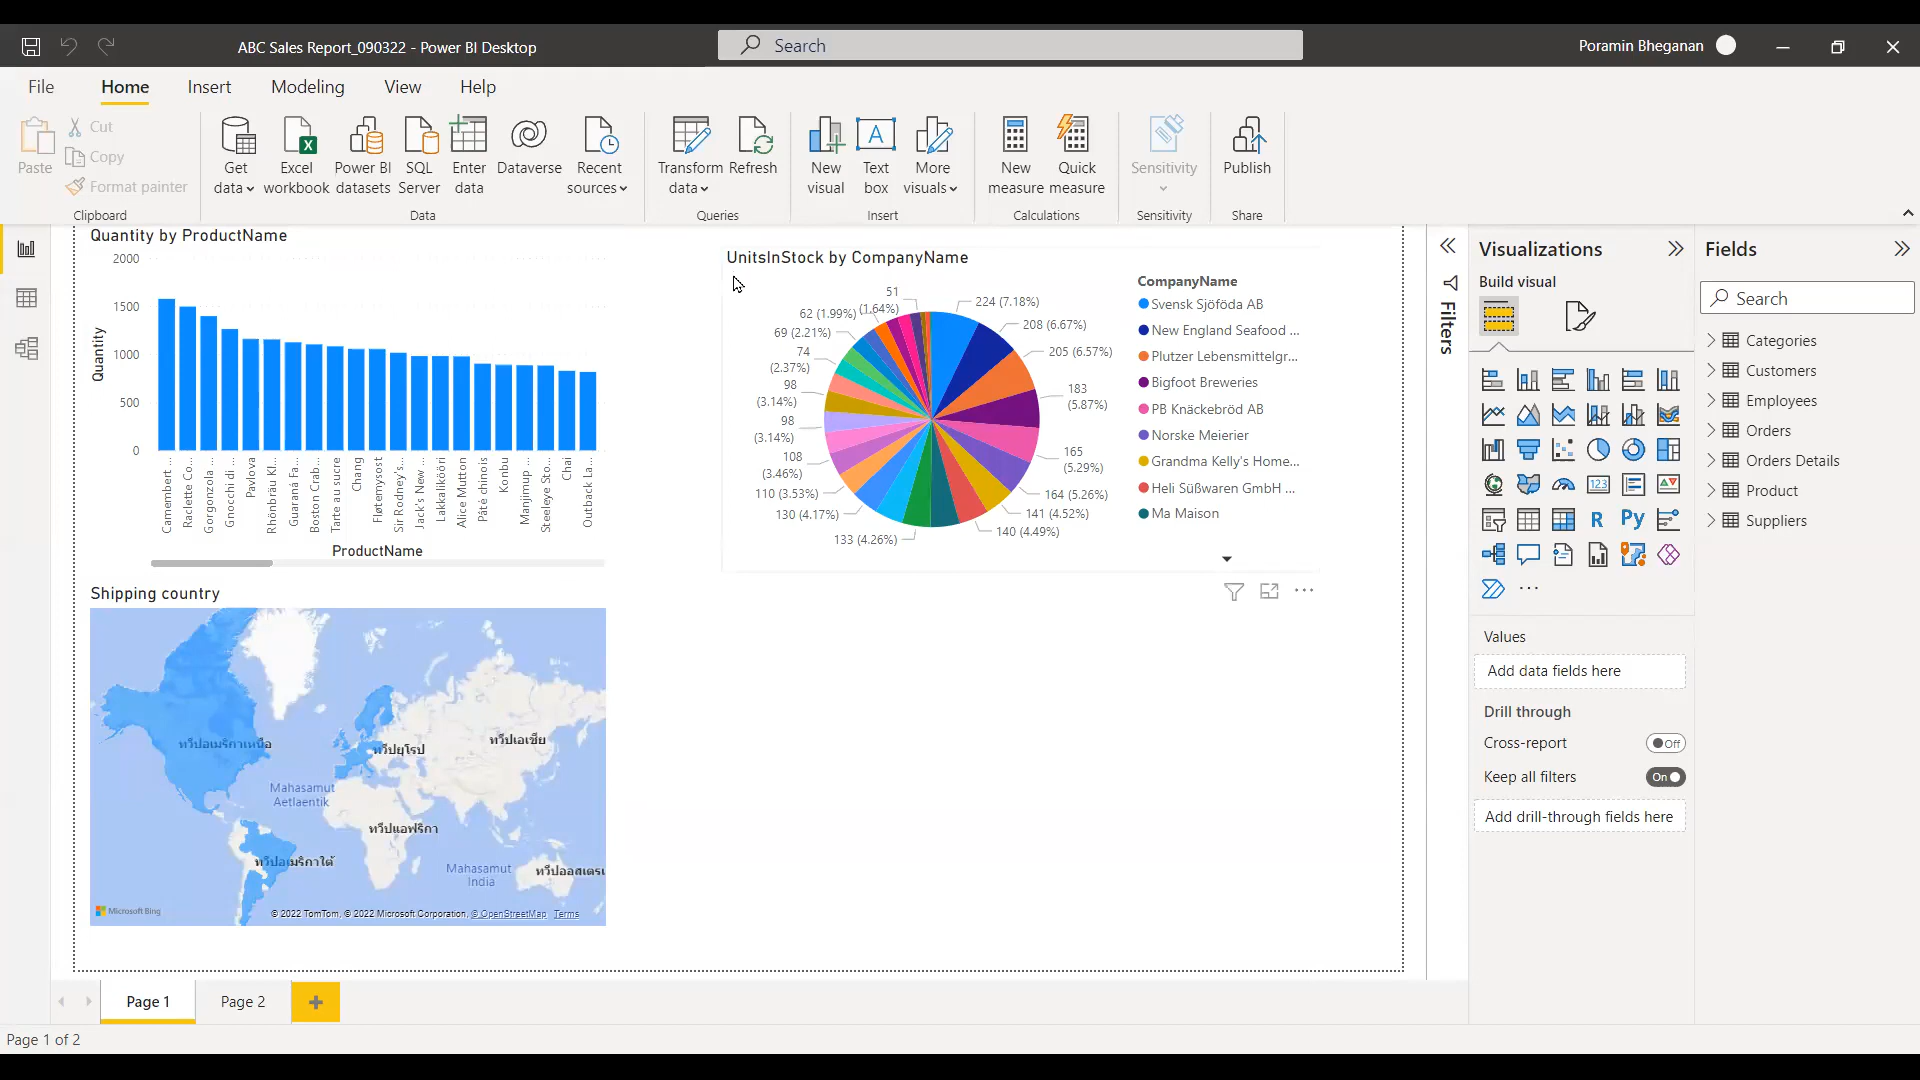 ABC Sales Report_090322 - Power BI Desktop
Search
Poramin Bheganan
File
Home
Insert
Modeling
View
Help
Paste
Cut
Copy
Format painter
Clipboard
Get data
Excel workbook
Power BI datasets
SQL Server
Enter data
Dataverse
Recent sources
Data
Transform data
Refresh
Queries
New visual
Text box
More visuals
Insert
New measure
Quick measure
Calculations
Sensitivity
Sensitivity
Publish
Share
Quantity by ProductName
2000
1500
1000
500
0
Quantity
Camembert ...
Raclette Co...
Gorgonzola ...
Gnocchi di ...
Pavlova
Rhönbräu Kl...
Guaraná Fa...
Boston Crab...
Tarte au sucre
Chang
Fløtemysost
Sir Rodney's...
Jack's New ...
Lakkalikööri
Alice Mutton
Pâté chinois
Konbu
Manjimup ...
Steeleye Sto...
Chai
Outback La...
ProductName
UnitsInStock by CompanyName
51
(1.64%)
62 (1.99%)
69 (2.21%)
74
(2.37%)
98
(3.14%)
98
(3.14%)
108
(3.46%)
110 (3.53%)
130 (4.17%)
133 (4.26%)
224 (7.18%)
208 (6.67%)
205 (6.57%)
183
(5.87%)
165
(5.29%)
164 (5.26%)
141 (4.52%)
140 (4.49%)
CompanyName
Svensk Sjöföda AB
New England Seafood ...
Plutzer Lebensmittelgr...
Bigfoot Breweries
PB Knäckebröd AB
Norske Meierier
Grandma Kelly's Home...
Heli Süßwaren GmbH ...
Ma Maison
Shipping country
ทวีปอเมริกาเหนือ
ทวีปยุโรป
ทวีปเอเชีย
Mahasamut
Aetlaentik
ทวีปแอฟริกา
ทวีปอเมริกาใต้
Mahasamut
India
ทวีปออสเตรเ
Microsoft Bing
© 2022 TomTom, © 2022 Microsoft Corporation, © OpenStreetMap Terms
Filters
Visualizations
Build visual
R
Py
123
Values
Add data fields here
Drill through
Cross-report
Off
Keep all filters
On
Add drill-through fields here
Fields
Search
Categories
Customers
Employees
Orders
Orders Details
Product
Suppliers
Page 1
Page 2
Page 1 of 2